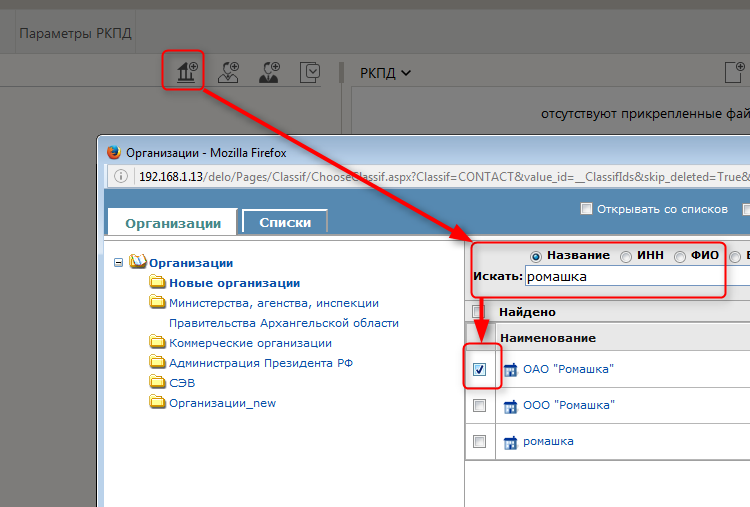 Параметры РКПД
РКПД
отсутствуют прикрепленные фай
Организации - Mozilla Firefox
192.168.1.13/delo/Pages/Classif/ChooseClassif.aspx?Classif=CONTACT&value_id=__ClassifIds&skip_deleted=True&
Организации
Списки
Открывать со списков
Организации
Новые организации
Министерства, агенства, инспекции
Правительства Архангельской области
Коммерческие организации
Администрация Президента РФ
СЭВ
Организации_new
Название ИНН ФИО
Искать: ромашка
Найдено
Наименование
ОАО "Ромашка"
ООО "Ромашка"
ромашка